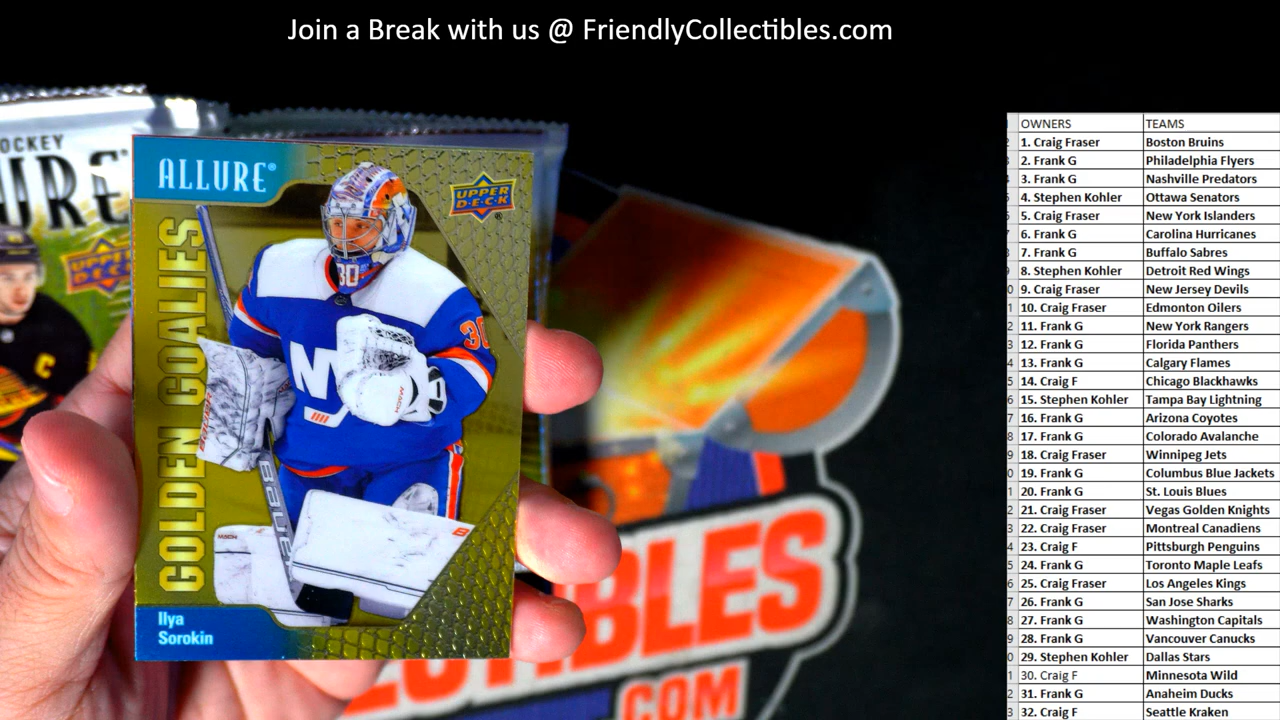 Join a Break with us @ FriendlyCollectibles.com
OCKEY
URE
UPPER
DECK
C
ALLURE®
UPPER
D·E·C·K
GOLDEN GOALIES
30
30
NY
BAUER
Ilya
Sorokin
TIBLES
.COM
OWNERS TEAMS
1. Craig Fraser Boston Bruins
2. Frank G Philadelphia Flyers
3. Frank G Nashville Predators
4. Stephen Kohler Ottawa Senators
5. Craig Fraser New York Islanders
6. Frank G Carolina Hurricanes
7. Frank G Buffalo Sabres
8. Stephen Kohler Detroit Red Wings
9. Craig Fraser New Jersey Devils
10. Craig Fraser Edmonton Oilers
11. Frank G New York Rangers
12. Frank G Florida Panthers
13. Frank G Calgary Flames
14. Craig F Chicago Blackhawks
15. Stephen Kohler Tampa Bay Lightning
16. Frank G Arizona Coyotes
17. Frank G Colorado Avalanche
18. Craig Fraser Winnipeg Jets
19. Frank G Columbus Blue Jackets
20. Frank G St. Louis Blues
21. Craig Fraser Vegas Golden Knights
22. Craig Fraser Montreal Canadiens
23. Craig F Pittsburgh Penguins
24. Frank G Toronto Maple Leafs
25. Craig Fraser Los Angeles Kings
26. Frank G San Jose Sharks
27. Frank G Washington Capitals
28. Frank G Vancouver Canucks
29. Stephen Kohler Dallas Stars
30. Craig F Minnesota Wild
31. Frank G Anaheim Ducks
32. Craig F Seattle Kraken